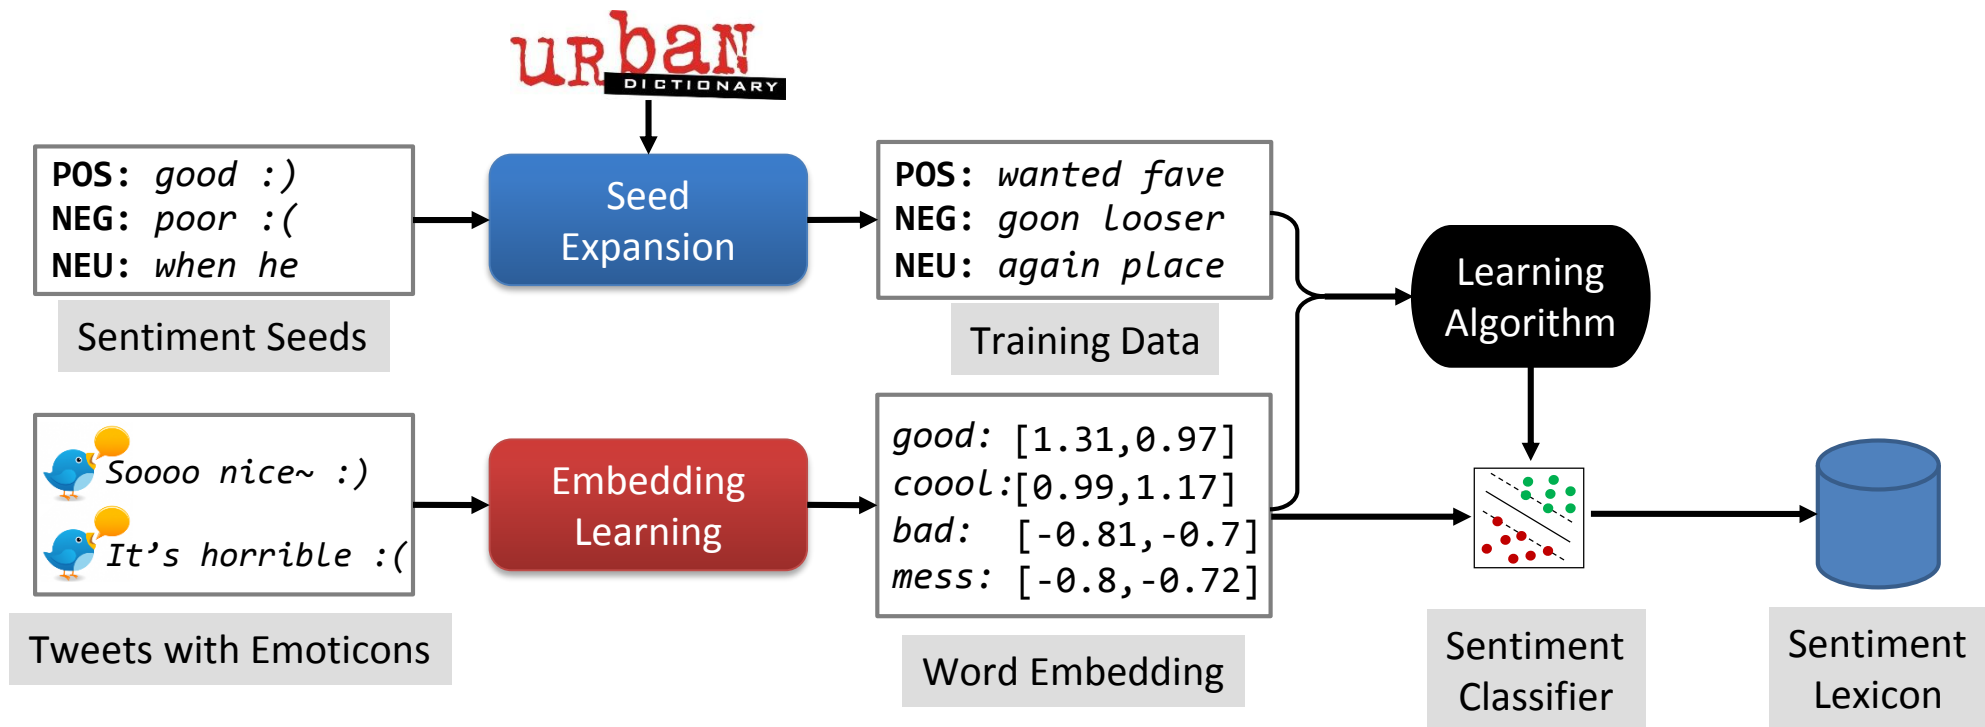 urban
DICTIONARY
POS: good :)
NEG: poor :(
NEU: when he
Sentiment Seeds
Seed
Expansion
POS: wanted fave
NEG: goon looser
NEU: again place
Training Data
Learning
Algorithm
Soooo nice~ :)
It's horrible :(
Tweets with Emoticons
Embedding
Learning
good: [1.31,0.97]
coool:[0.99,1.17]
bad: [-0.81,-0.7]
mess: [-0.8,-0.72]
Word Embedding
Sentiment
Classifier
Sentiment
Lexicon